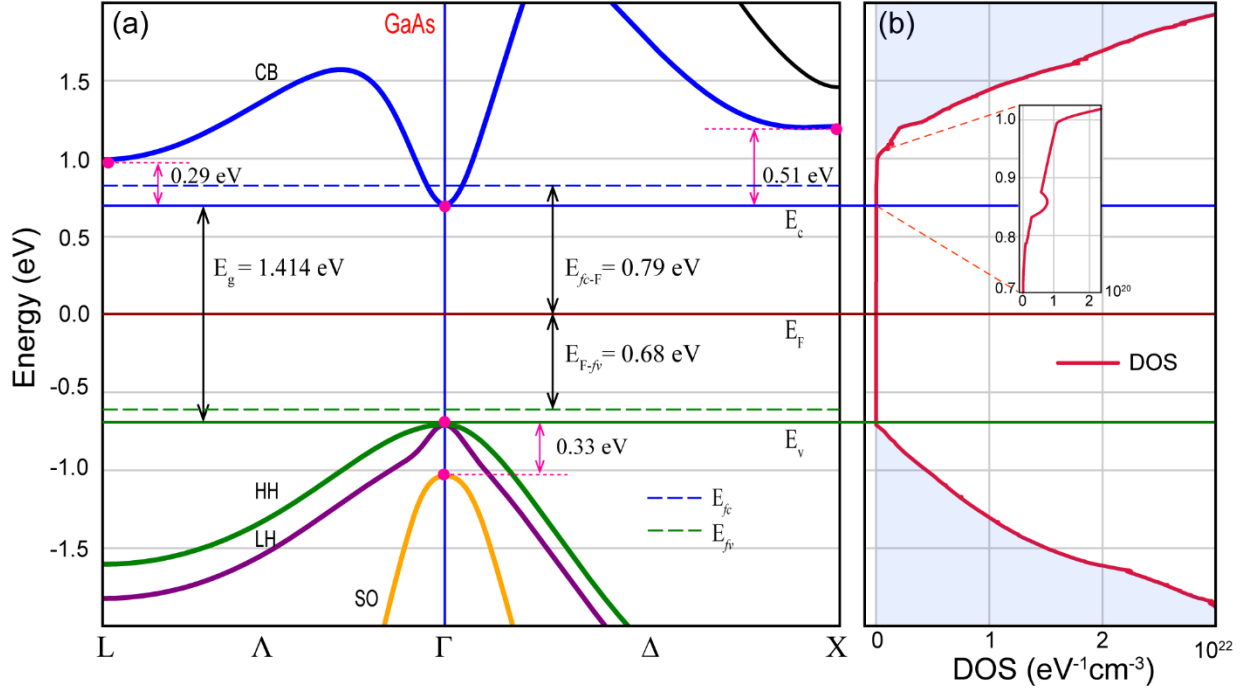 (a)
GaAs
(b)
CB
1.5
1.0
0.5
0.0
-0.5
-1.0
-1.5
Energy (eV)
0.29 eV
0.51 eV
E_c
E_g = 1.414 eV
E_fc-F = 0.79 eV
E_F
E_F-fv = 0.68 eV
E_v
0.33 eV
HH
LH
SO
E_fc
E_fv
L
Λ
Γ
Δ
X
1.0
0.9
0.8
0.7
0
1
2
10^20
DOS
0
1
2
10^22
DOS (eV⁻¹cm⁻³)